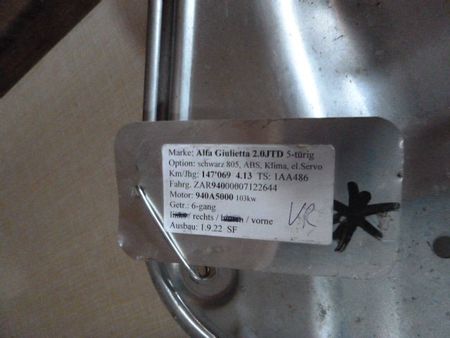 Marke: Alfa Giulietta 2.0JTD 5-türig
Option: schwarz 805, ABS, Klima, el.Servo
Km/Jhg: 147'069 4.13 TS: 1AA486
Fahrg. ZAR94000007122644
Motor: 940A5000 103kw
Getr.: 6-gang
links/ rechts / hinten / vorne
Ausbau: 1.9.22 SF
VR